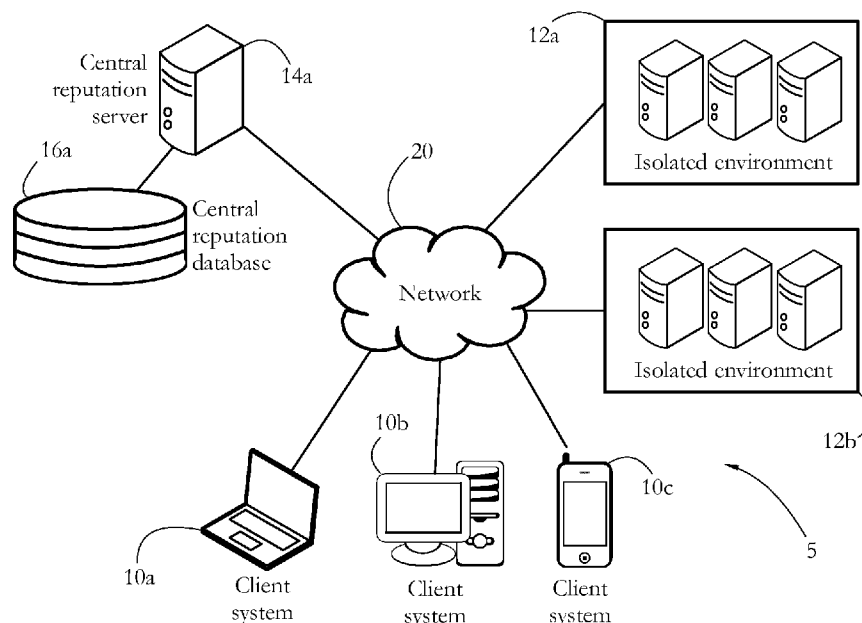 12a
Central
reputation
server
14a
16a
20
Isolated environment
Central
reputation
database
Network
Isolated environment
10b
12b
10c
10a
5
Client
system
Client
system
Client
system